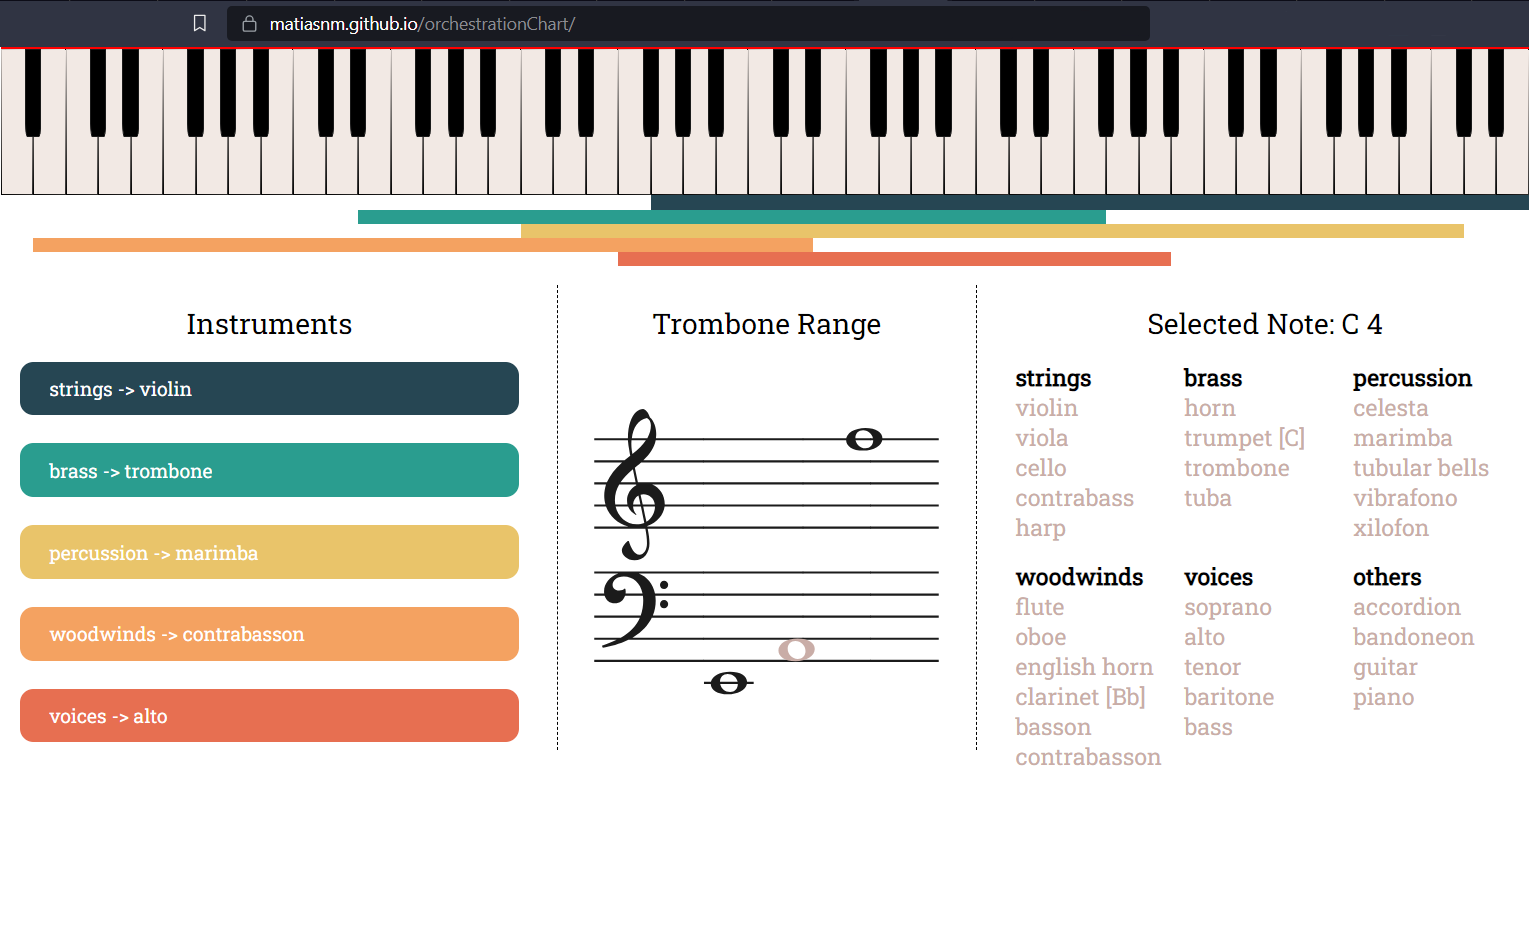 matiasnm.github.io/orchestrationChart/
Instruments
strings -> violin
brass -> trombone
percussion -> marimba
woodwinds -> contrabasson
voices -> alto
Trombone Range
Selected Note: C 4
strings
violin
viola
cello
contrabass
harp
brass
horn
trumpet [C]
trombone
tuba
percussion
celesta
marimba
tubular bells
vibrafono
xilofon
woodwinds
flute
oboe
english horn
clarinet [Bb]
basson
contrabasson
voices
soprano
alto
tenor
baritone
bass
others
accordion
bandoneon
guitar
piano